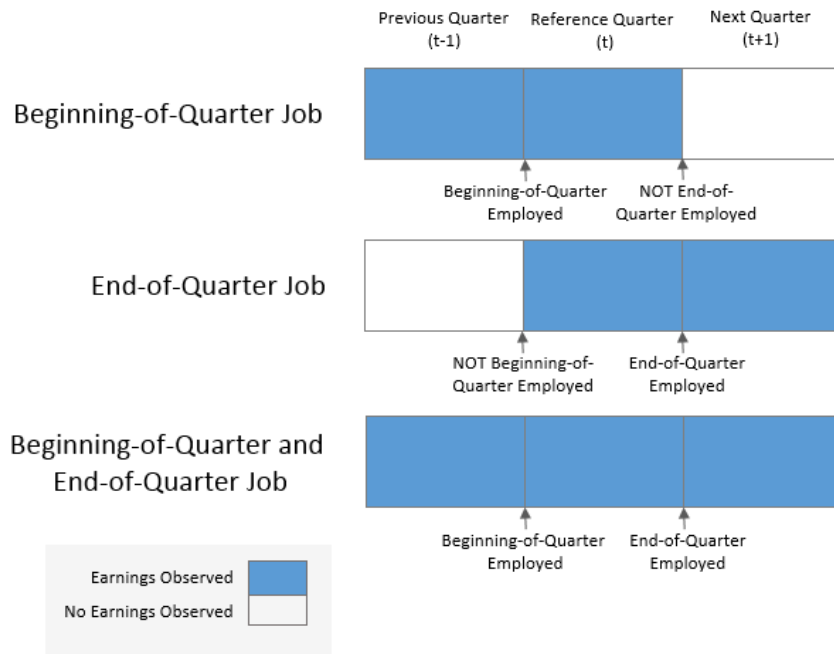 Previous Quarter
(t-1)
Reference Quarter
(t)
Next Quarter
(t+1)
Beginning-of-Quarter Job
Beginning-of-Quarter
Employed
NOT End-of-
Quarter Employed
End-of-Quarter Job
NOT Beginning-of-
Quarter Employed
End-of-Quarter
Employed
Beginning-of-Quarter and
End-of-Quarter Job
Beginning-of-Quarter
Employed
End-of-Quarter
Employed
Earnings Observed
No Earnings Observed